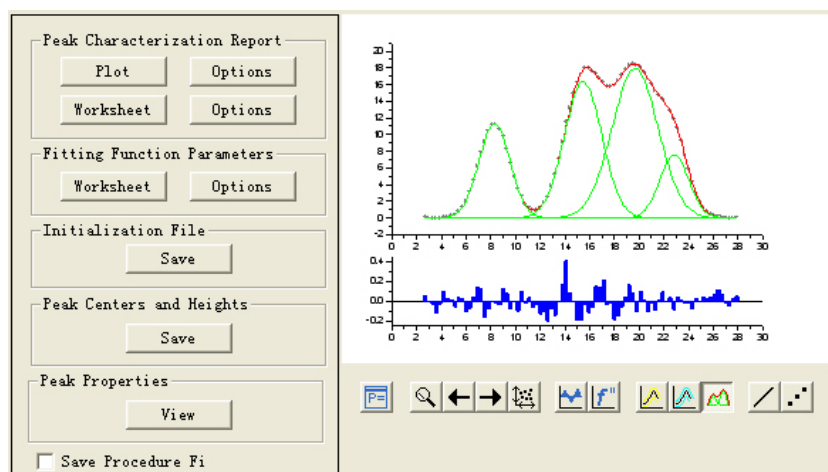 Peak Characterization Report
Plot Options
Worksheet Options
Fitting Function Parameters
Worksheet Options
Initialization File
Save
Peak Centers and Heights
Save
Peak Properties
View
Save Procedure Fi
20
18
16
14
12
10
8
6
4
2
0
-2
0 2 4 6 8 10 12 14 16 18 20 22 24 26 28 30
0.4
0.2
0.0
-0.2
0 2 4 6 8 10 12 14 16 18 20 22 24 26 28 30
P= f"